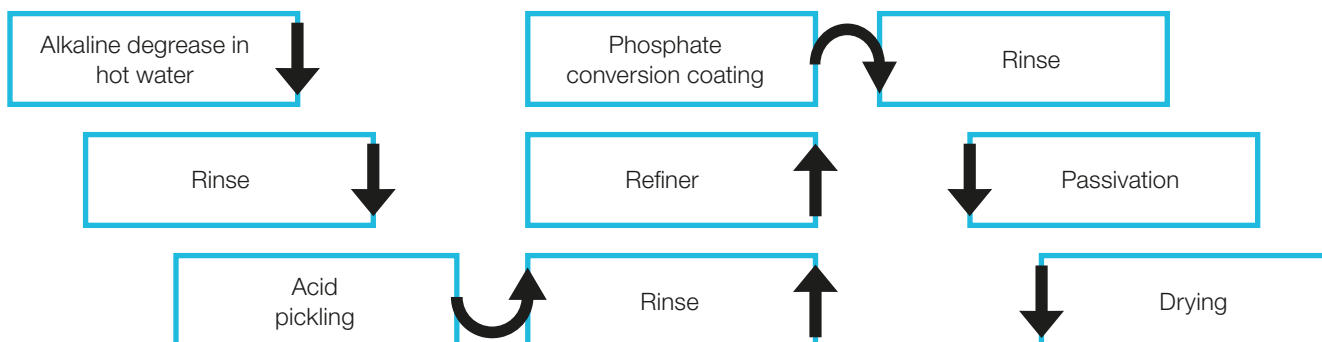 Alkaline degrease in
hot water
Rinse
Acid
pickling
Rinse
Refiner
Phosphate
conversion coating
Rinse
Passivation
Drying